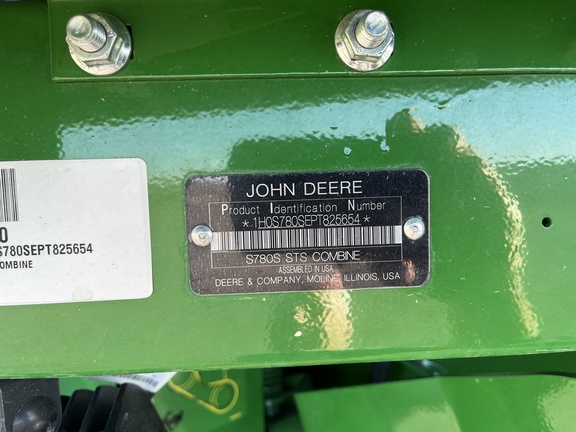 0
S780SEPT825654
COMBINE
JOHN DEERE
Product Identification Number
*1H0S780SEPT825654*
S780S STS COMBINE
ASSEMBLED IN USA
DEERE & COMPANY, MOLINE, ILLINOIS, USA